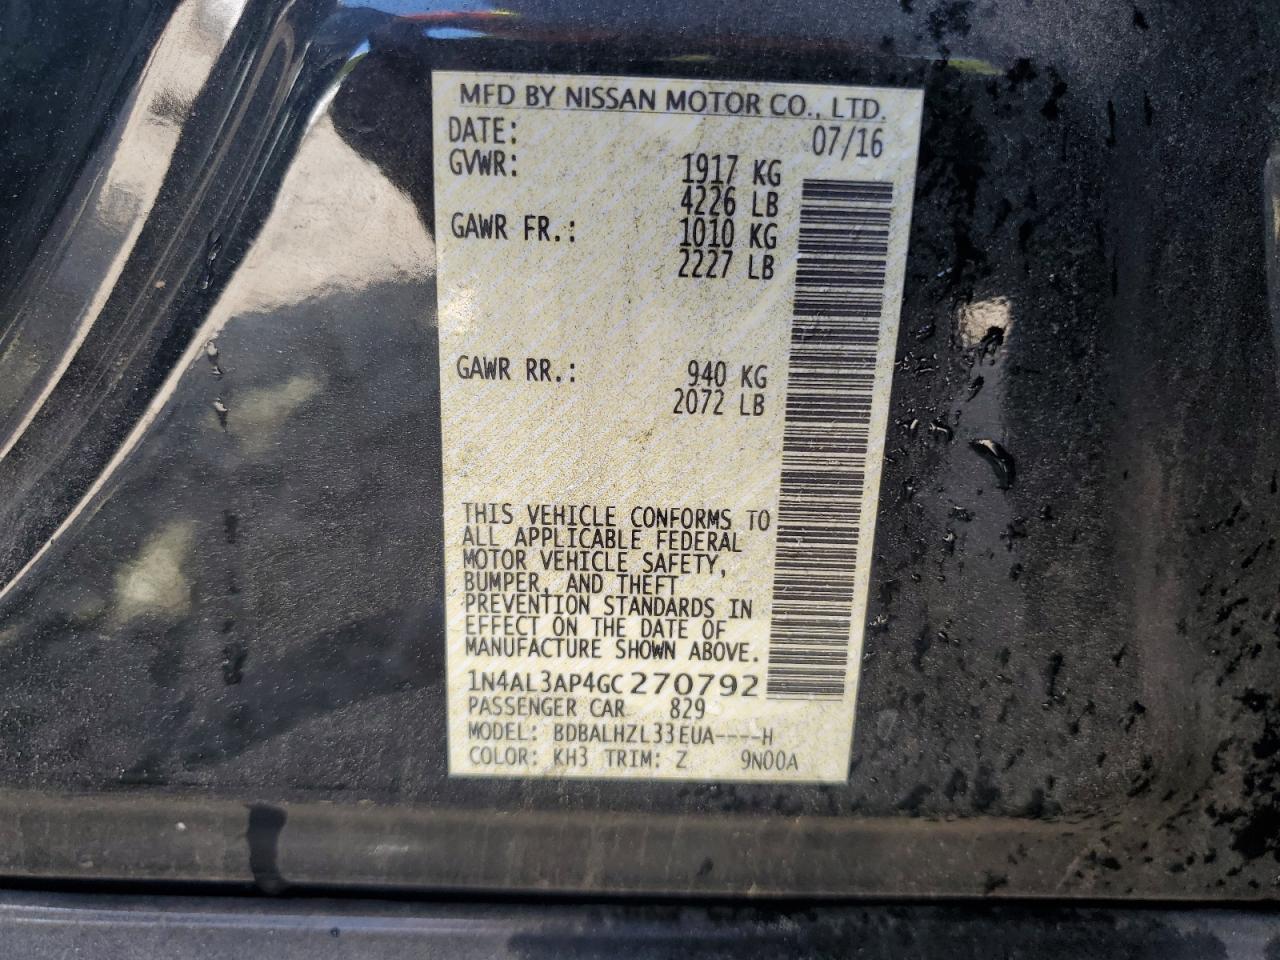 MFD BY NISSAN MOTOR CO., LTD.
DATE: 07/16
GVWR: 1917 KG
4226 LB
GAWR FR.: 1010 KG
2227 LB
GAWR RR.: 940 KG
2072 LB
THIS VEHICLE CONFORMS TO
ALL APPLICABLE FEDERAL
MOTOR VEHICLE SAFETY,
BUMPER, AND THEFT
PREVENTION STANDARDS IN
EFFECT ON THE DATE OF
MANUFACTURE SHOWN ABOVE.
1N4AL3AP4GC270792
PASSENGER CAR 829
MODEL: BDBALHZL33EUA----H
COLOR: KH3 TRIM: Z 9N00A